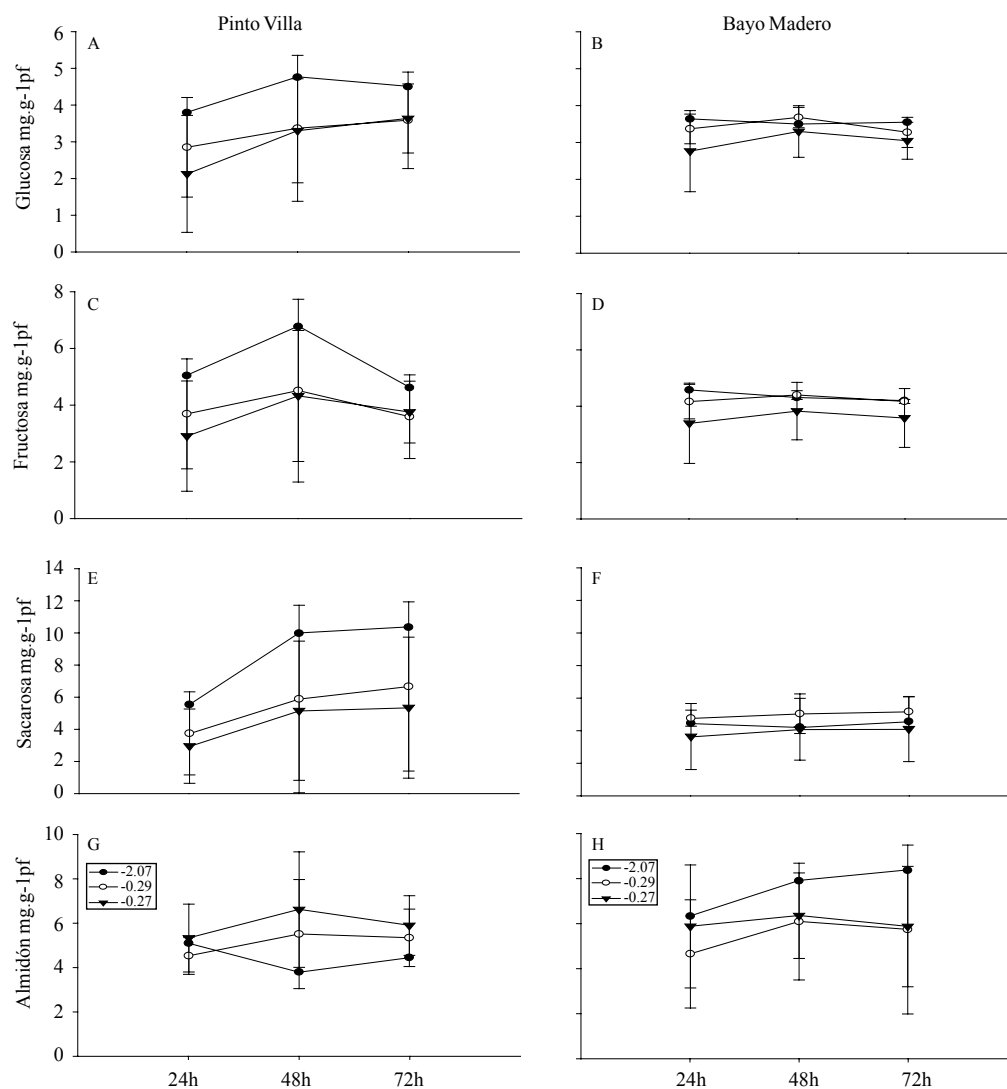 Pinto Villa
Bayo Madero
A
B
Glucosa mg.g-1pf
6
5
4
3
2
1
0
C
D
Fructosa mg.g-1pf
8
6
4
2
0
E
F
Sacarosa mg.g-1pf
14
12
10
8
6
4
2
0
G
H
Almidón mg.g-1pf
10
8
6
4
2
0
-2.07
-0.29
-0.27
-2.07
-0.29
-0.27
24h 48h 72h
24h 48h 72h